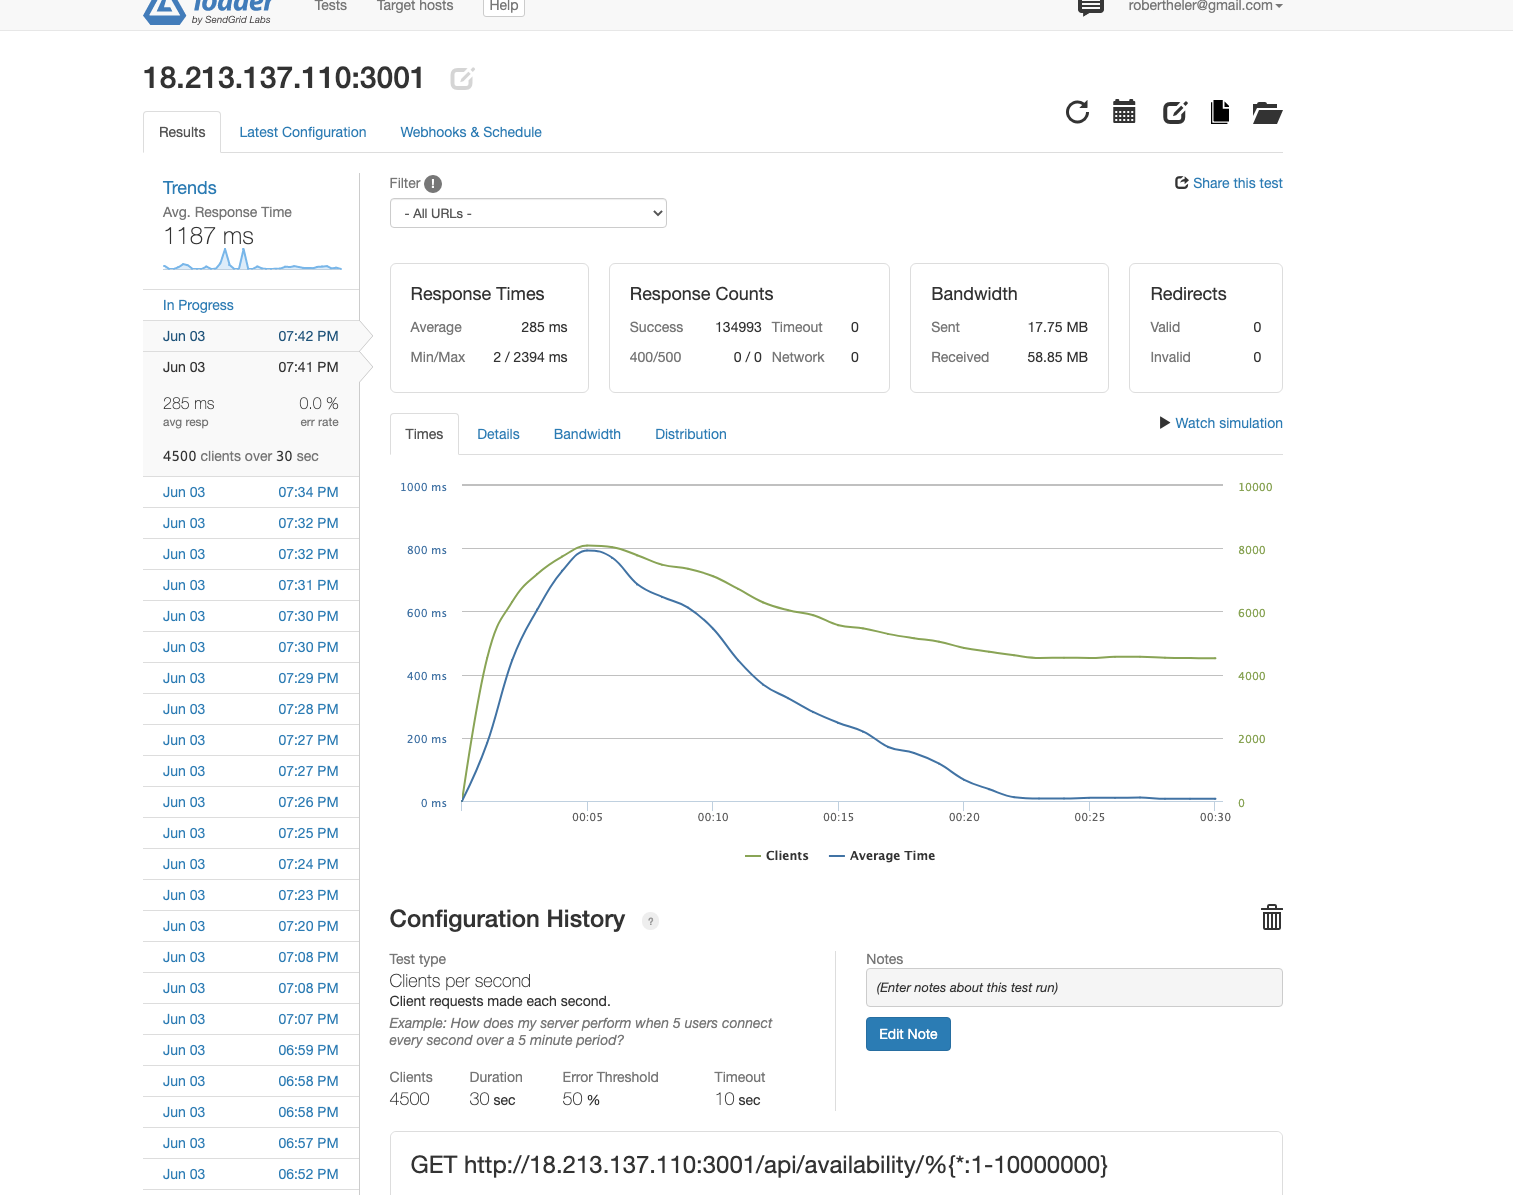 loader
by SendGrid Labs
Tests
Target hosts
Help
robertheler@gmail.com
18.213.137.110:3001
Results
Latest Configuration
Webhooks & Schedule
Trends
Avg. Response Time
1187 ms
In Progress
Jun 03 07:42 PM
Jun 03 07:41 PM
285 ms 0.0 %
avg resp err rate
4500 clients over 30 sec
Jun 03 07:34 PM
Jun 03 07:32 PM
Jun 03 07:32 PM
Jun 03 07:31 PM
Jun 03 07:30 PM
Jun 03 07:30 PM
Jun 03 07:29 PM
Jun 03 07:28 PM
Jun 03 07:27 PM
Jun 03 07:27 PM
Jun 03 07:26 PM
Jun 03 07:25 PM
Jun 03 07:24 PM
Jun 03 07:23 PM
Jun 03 07:20 PM
Jun 03 07:08 PM
Jun 03 07:08 PM
Jun 03 07:07 PM
Jun 03 06:59 PM
Jun 03 06:58 PM
Jun 03 06:58 PM
Jun 03 06:57 PM
Jun 03 06:52 PM
Filter !
Share this test
- All URLs -
Response Times
Average 285 ms
Min/Max 2 / 2394 ms
Response Counts
Success 134993 Timeout 0
400/500 0 / 0 Network 0
Bandwidth
Sent 17.75 MB
Received 58.85 MB
Redirects
Valid 0
Invalid 0
Times
Details
Bandwidth
Distribution
Watch simulation
1000 ms 10000
800 ms 8000
600 ms 6000
400 ms 4000
200 ms 2000
0 ms 0
00:05 00:10 00:15 00:20 00:25 00:30
Clients Average Time
Configuration History ?
Test type
Clients per second
Client requests made each second.
Example: How does my server perform when 5 users connect
every second over a 5 minute period?
Clients Duration Error Threshold Timeout
4500 30 sec 50 % 10 sec
Notes
(Enter notes about this test run)
Edit Note
GET http://18.213.137.110:3001/api/availability/%{*:1-10000000}